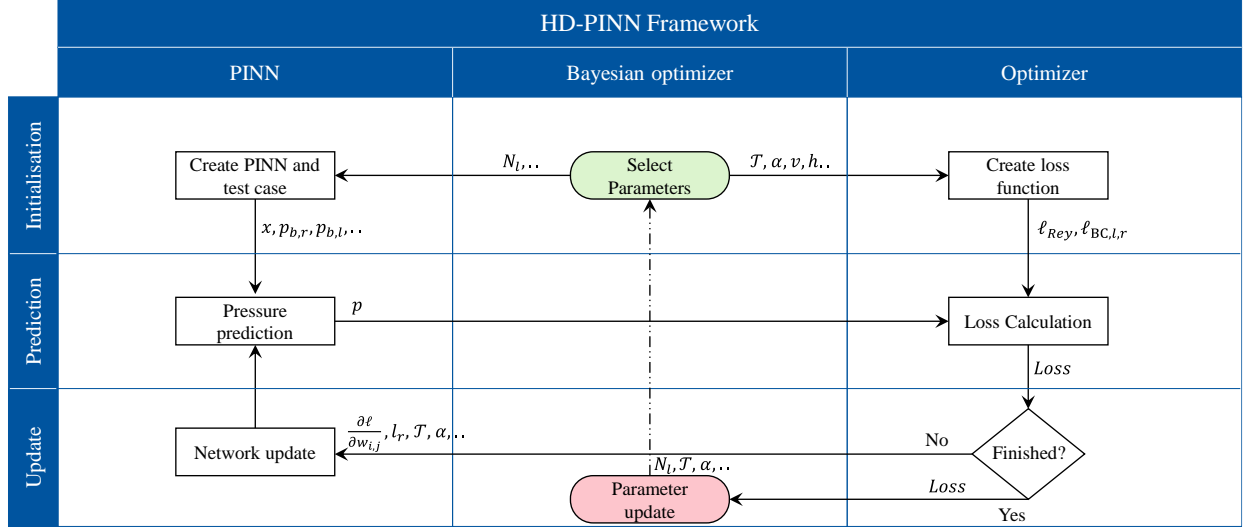 HD-PINN Framework
PINN
Bayesian optimizer
Optimizer
Initialisation
Create PINN and
test case
N_l,..
Select
Parameters
𝒯, α, v, h..
Create loss
function
x, p_{b,r}, p_{b,l},..
ℓ_{Rey}, ℓ_{BC,l,r}
Prediction
Pressure
prediction
p
Loss Calculation
Loss
Update
Network update
∂ℓ/∂w_{i,j}, l_r, 𝒯, α,..
No
Finished?
N_l, 𝒯, α,..
Parameter
update
Loss
Yes